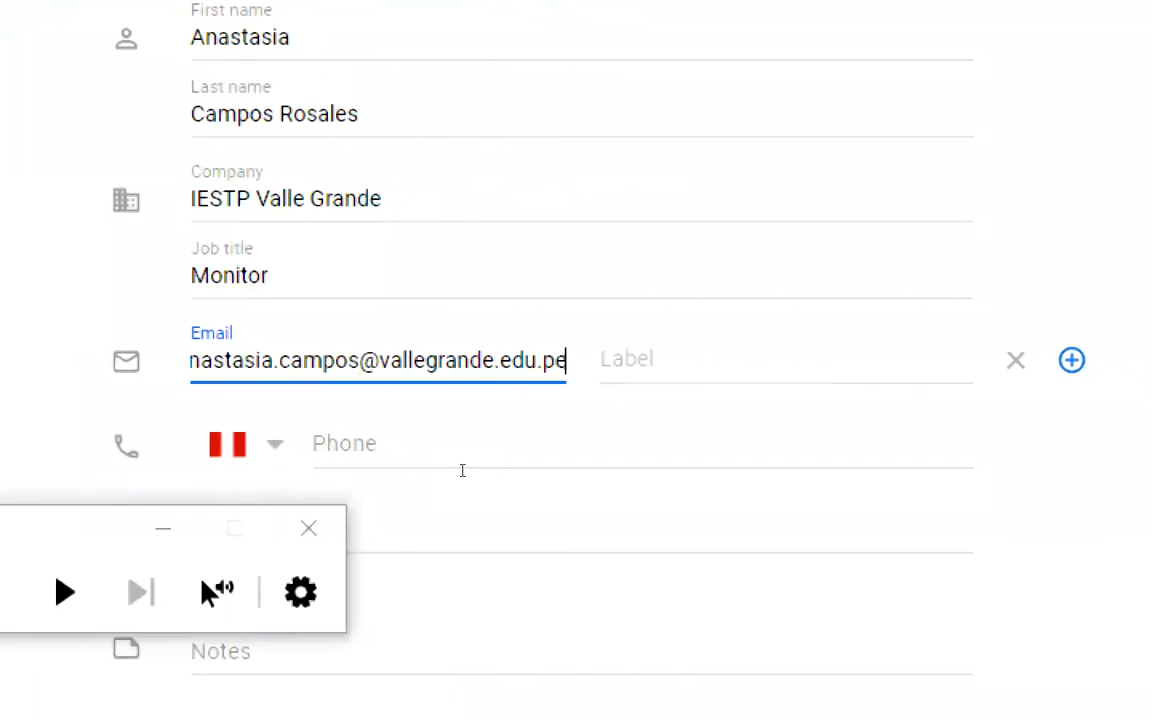 First name
Anastasia
Last name
Campos Rosales
Company
IESTP Valle Grande
Job title
Monitor
Email
nastasia.campos@vallegrande.edu.pe
Label
Phone
Notes